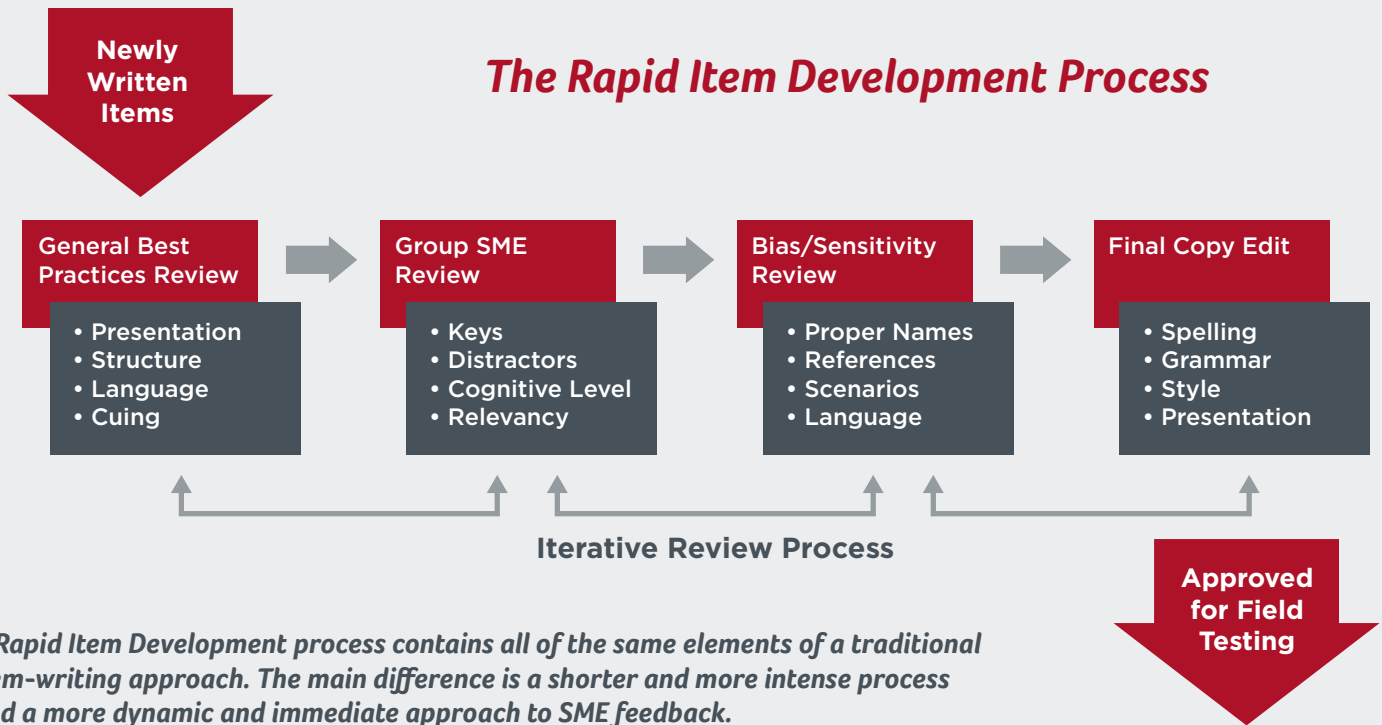 Newly
Written
Items
The Rapid Item Development Process
General Best
Practices Review
• Presentation
• Structure
• Language
• Cuing
Group SME
Review
• Keys
• Distractors
• Cognitive Level
• Relevancy
Bias/Sensitivity
Review
• Proper Names
• References
• Scenarios
• Language
Final Copy Edit
• Spelling
• Grammar
• Style
• Presentation
Iterative Review Process
Approved
for Field
Testing
Rapid Item Development process contains all of the same elements of a traditional
em-writing approach. The main difference is a shorter and more intense process
d a more dynamic and immediate approach to SME feedback.